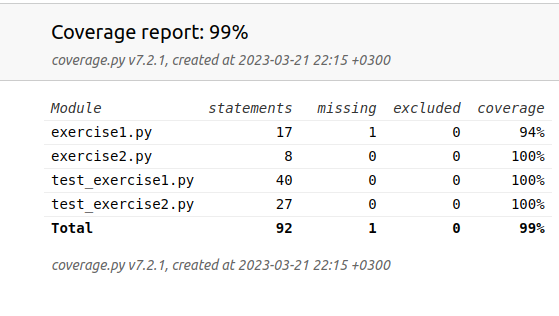 Coverage report: 99%
coverage.py v7.2.1, created at 2023-03-21 22:15 +0300
Module statements missing excluded coverage
exercise1.py 17 1 0 94%
exercise2.py 8 0 0 100%
test_exercise1.py 40 0 0 100%
test_exercise2.py 27 0 0 100%
Total 92 1 0 99%
coverage.py v7.2.1, created at 2023-03-21 22:15 +0300